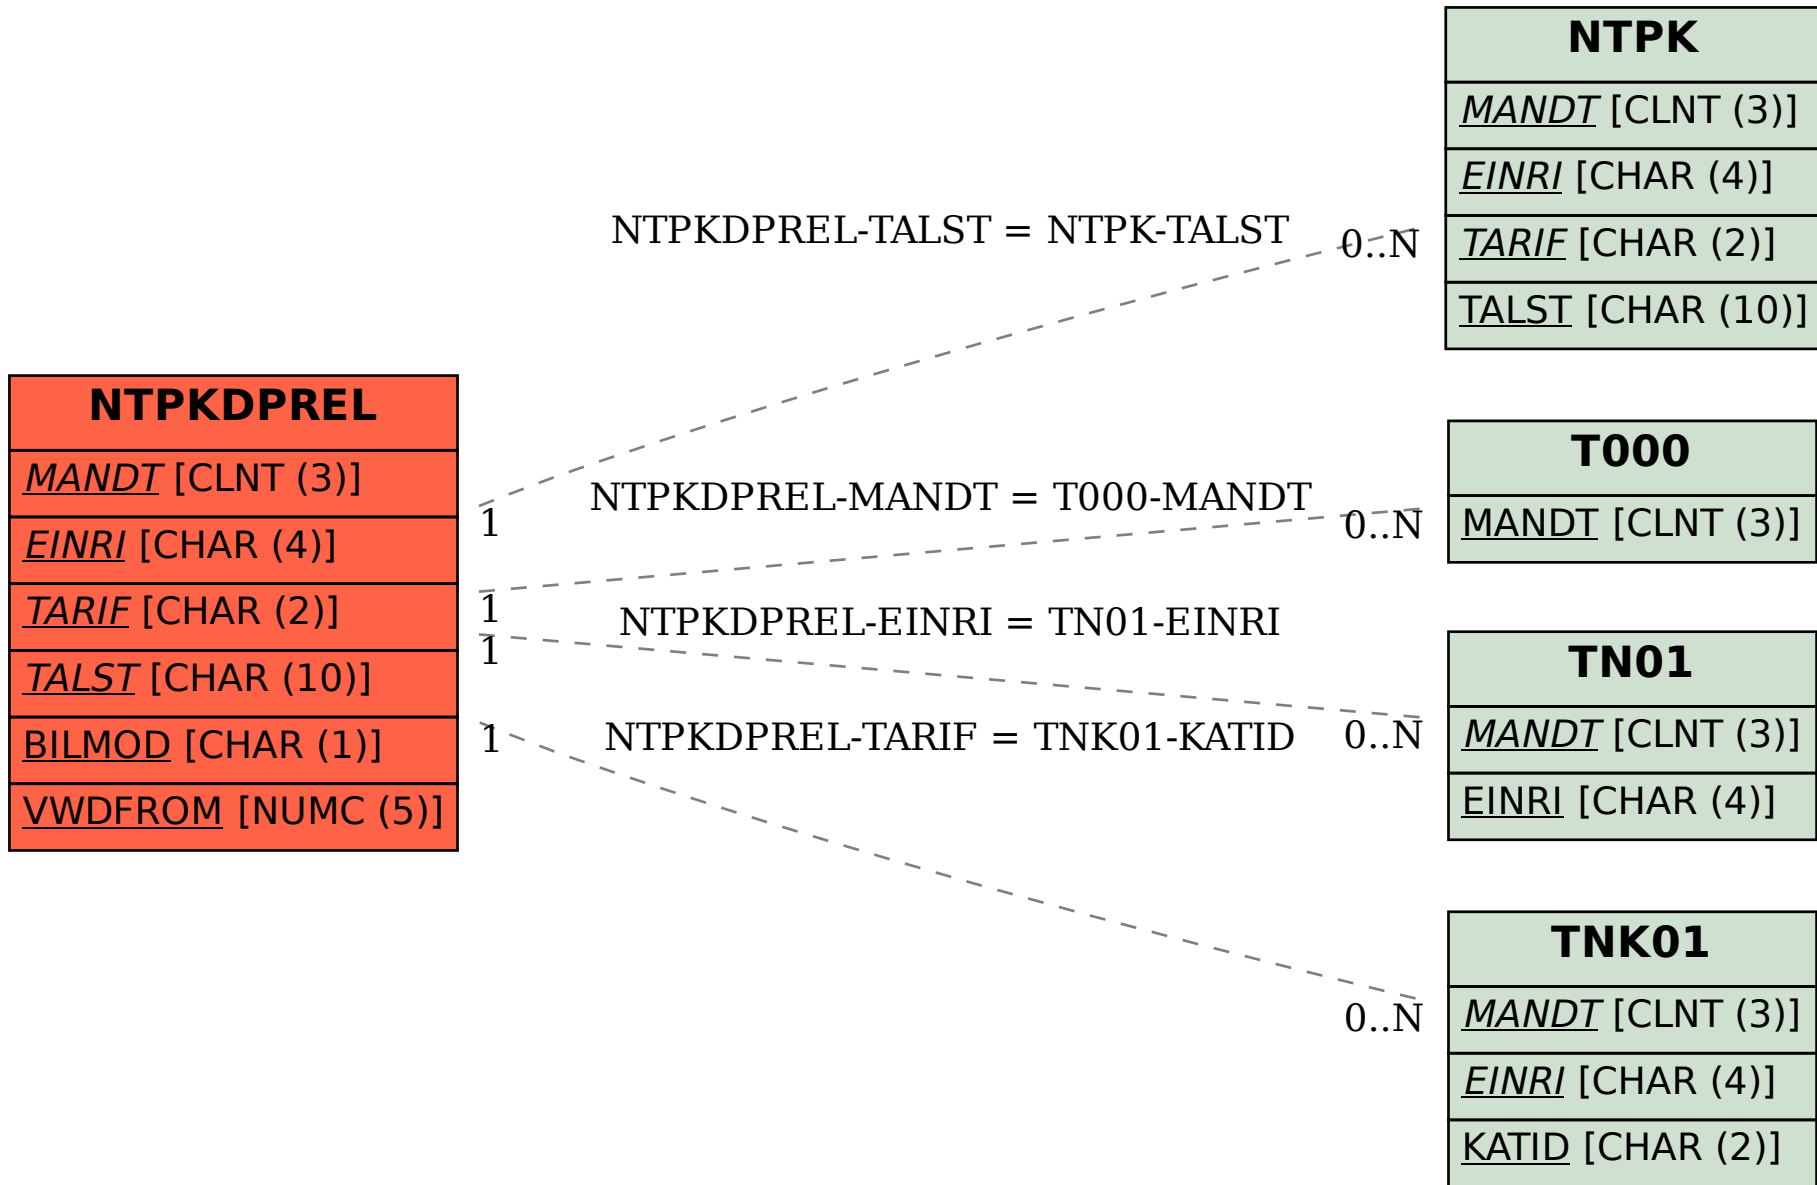 NTPKDPREL
MANDT [CLNT (3)]
EINRI [CHAR (4)]
TARIF [CHAR (2)]
TALST [CHAR (10)]
BILMOD [CHAR (1)]
VWDFROM [NUMC (5)]
NTPKDPREL-TALST = NTPK-TALST
0..N
1
NTPKDPREL-MANDT = T000-MANDT
0..N
1
NTPKDPREL-EINRI = TN01-EINRI
1
0..N
NTPKDPREL-TARIF = TNK01-KATID
1
0..N
NTPK
MANDT [CLNT (3)]
EINRI [CHAR (4)]
TARIF [CHAR (2)]
TALST [CHAR (10)]
T000
MANDT [CLNT (3)]
TN01
MANDT [CLNT (3)]
EINRI [CHAR (4)]
TNK01
MANDT [CLNT (3)]
EINRI [CHAR (4)]
KATID [CHAR (2)]